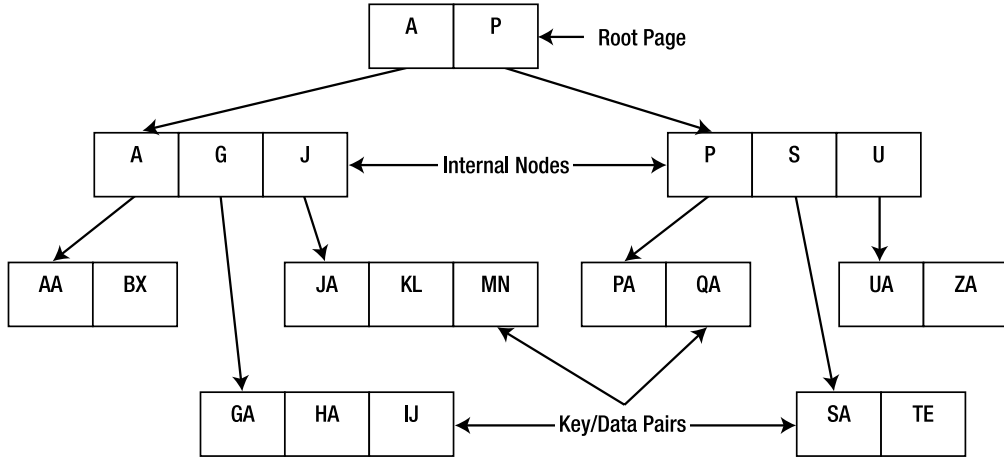 A P Root Page
A G J Internal Nodes P S U
AA BX JA KL MN PA QA UA ZA
GA HA IJ Key/Data Pairs SA TE